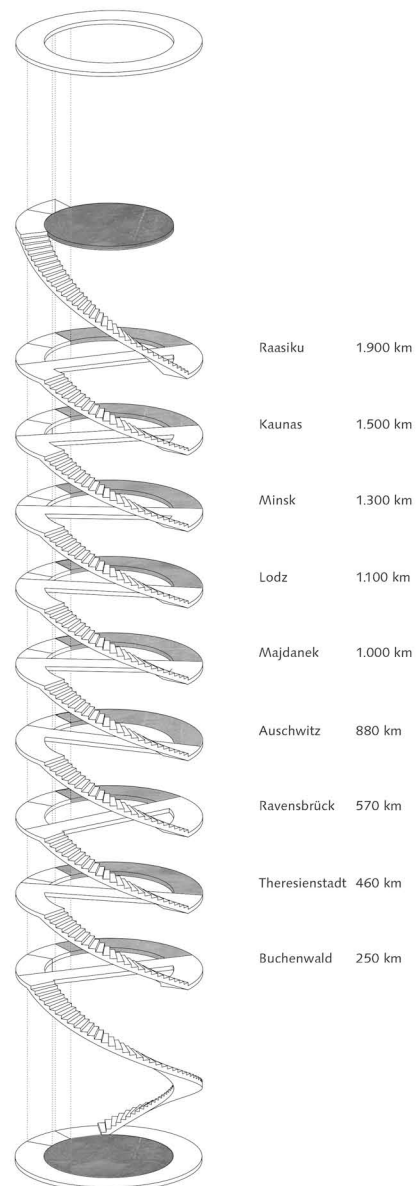 Raasiku 1.900 km
Kaunas 1.500 km
Minsk 1.300 km
Lodz 1.100 km
Majdanek 1.000 km
Auschwitz 880 km
Ravensbrück 570 km
Theresienstadt 460 km
Buchenwald 250 km